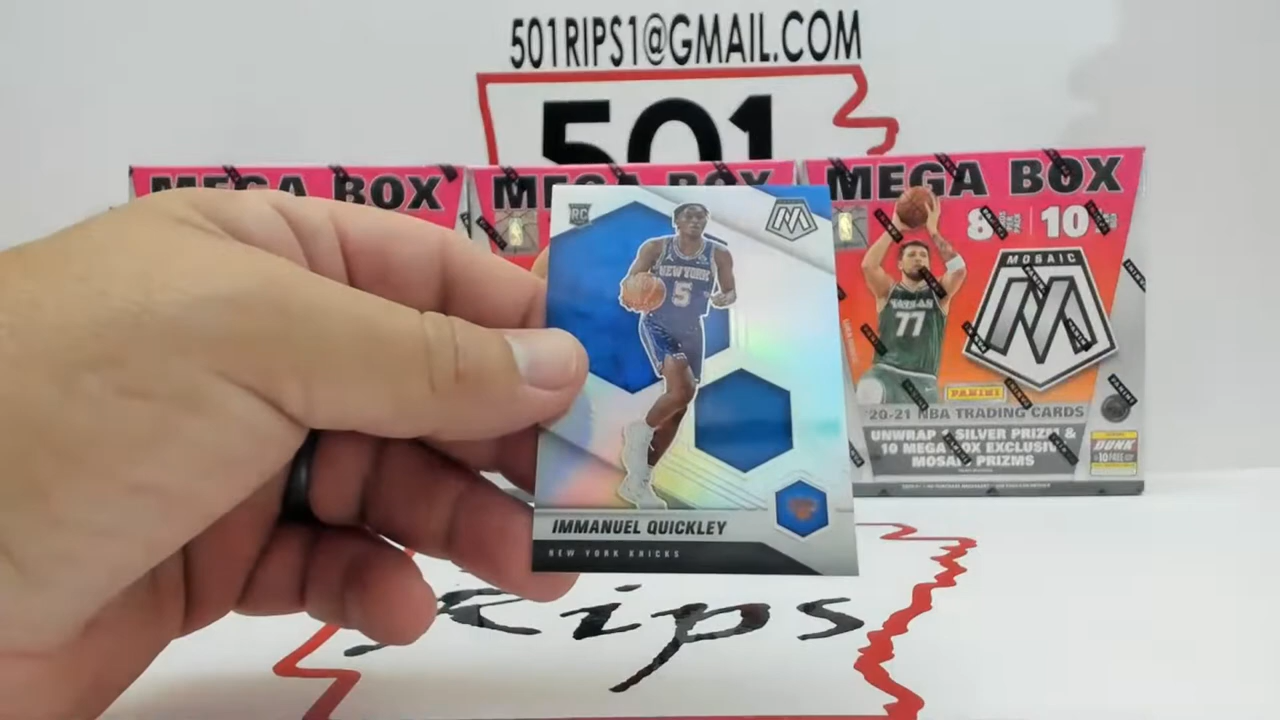 501RIPS1@GMAIL.COM
501
MEGA BOX
MEGA BOX
MEGA BOX
8
10
RC
NEW YORK
5
77
MOSAIC
PANINI
20-21 NBA TRADING CARDS
UNWRAP 1 SILVER PRIZM &
10 MEGA BOX EXCLUSIVE
MOSAIC PRIZMS
IMMANUEL QUICKLEY
NEW YORK KNICKS
Rips